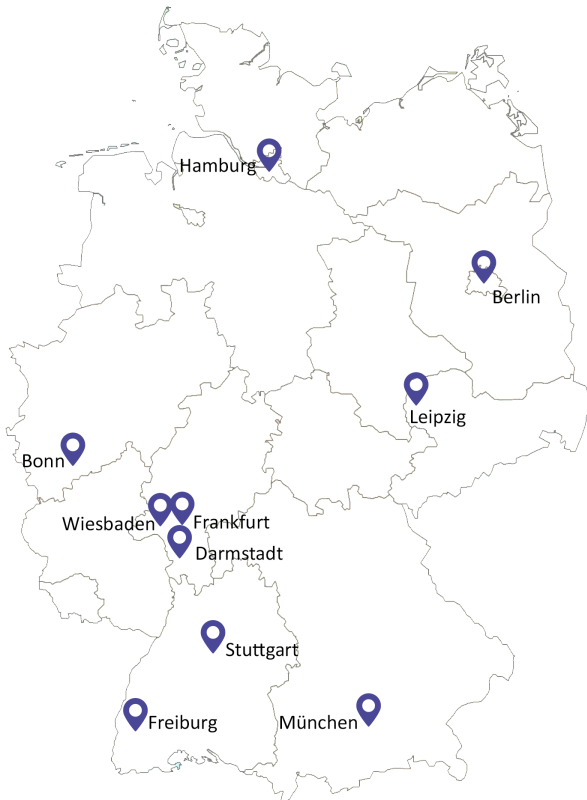 Hamburg
Berlin
Leipzig
Bonn
Wiesbaden
Frankfurt
Darmstadt
Stuttgart
Freiburg
München